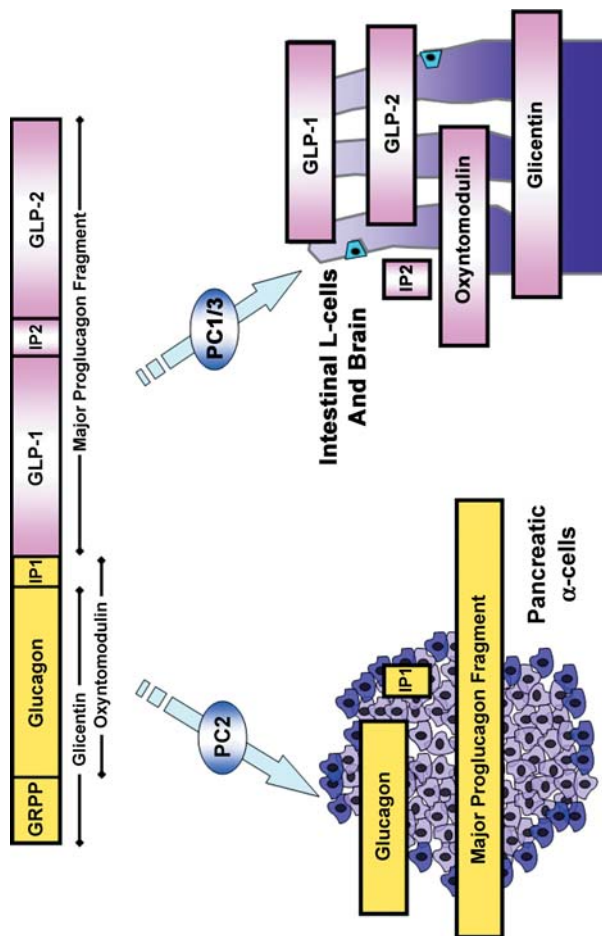 GRPP
Glucagon
IP1
GLP-1
IP2
GLP-2
Glicentin
Oxyntomodulin
Major Proglucagon Fragment
PC2
PC1/3
Glucagon
IP1
Major Proglucagon Fragment
Pancreatic
α-cells
Intestinal L-cells
And Brain
GLP-1
GLP-2
IP2
Oxyntomodulin
Glicentin